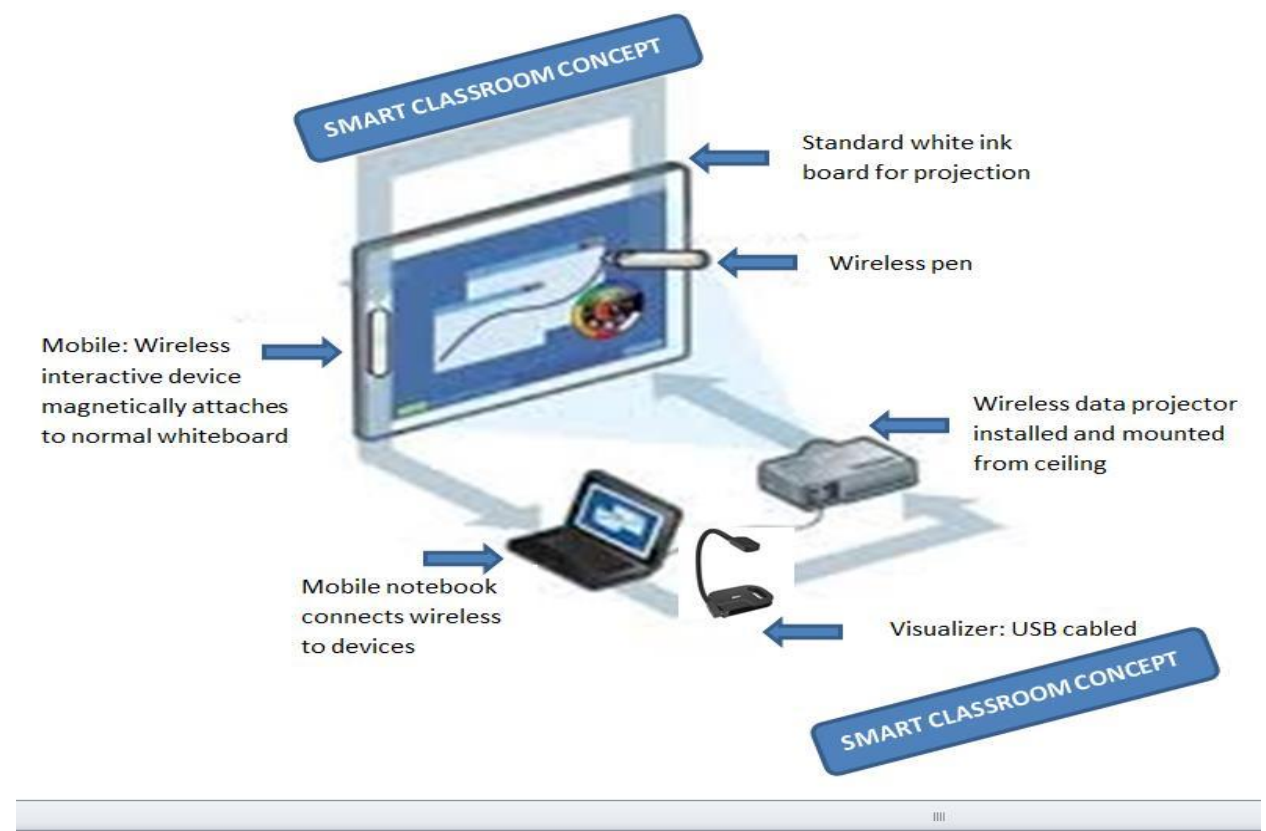 SMART CLASSROOM CONCEPT
Standard white ink
board for projection
Wireless pen
Mobile: Wireless
interactive device
magnetically attaches
to normal whiteboard
Wireless data projector
installed and mounted
from ceiling
Mobile notebook
connects wireless
to devices
Visualizer: USB cabled
SMART CLASSROOM CONCEPT